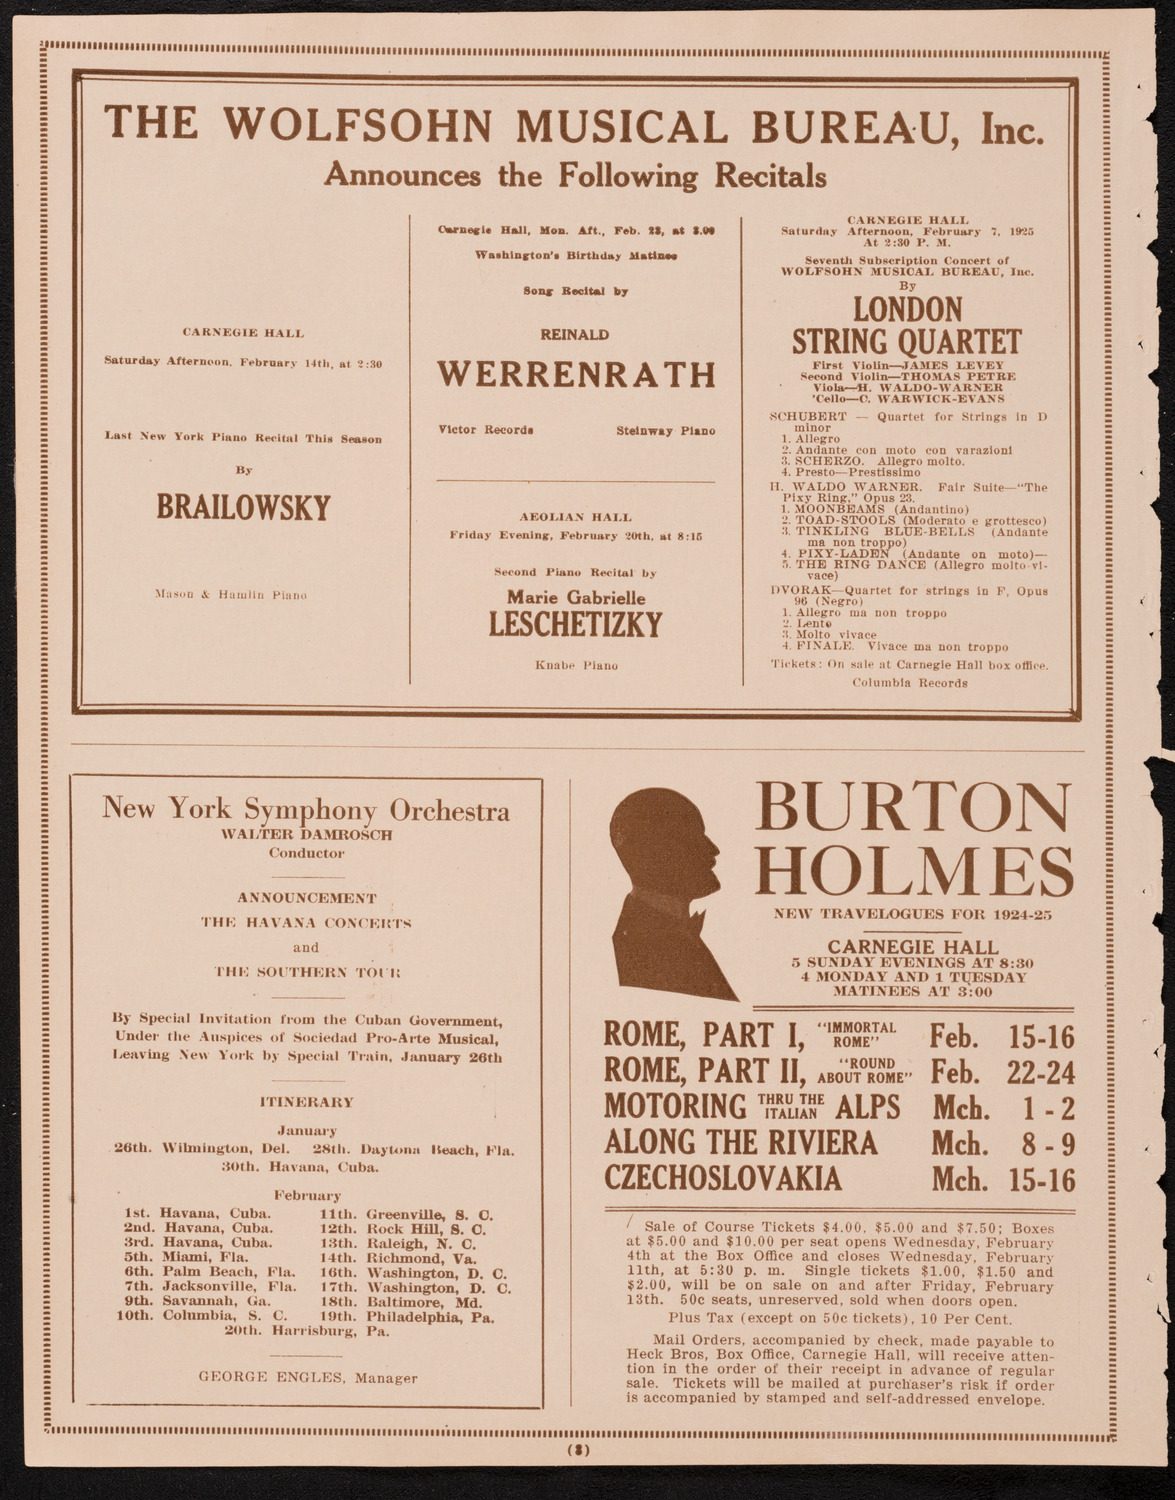 THE WOLFSOHN MUSICAL BUREAU, Inc.
Announces the Following Recitals
CARNEGIE HALL
Saturday Afternoon, February 14th, at 2:30
Last New York Piano Recital This Season
By
BRAILOWSKY
Mason & Hamlin Piano
Carnegie Hall, Mon. Aft., Feb. 23, at 3.00
Washington's Birthday Matinee
Song Recital by
REINALD
WERRENRATH
Victor Records Steinway Piano
AEOLIAN HALL
Friday Evening, February 20th, at 8:15
Second Piano Recital by
Marie Gabrielle
LESCHETIZKY
Knabe Piano
CARNEGIE HALL
Saturday Afternoon, February 7, 1925
At 2:30 P. M.
Seventh Subscription Concert of
WOLFSOHN MUSICAL BUREAU, Inc.
By
LONDON
STRING QUARTET
First Violin—JAMES LEVEY
Second Violin—THOMAS PETRE
Viola—H. WALDO-WARNER
'Cello—C. WARWICK-EVANS
SCHUBERT — Quartet for Strings in D
minor
1. Allegro
2. Andante con moto con varazioni
3. SCHERZO. Allegro molto.
4. Presto—Prestissimo
H. WALDO WARNER. Fair Suite—"The
Pixy Ring," Opus 23.
1. MOONBEAMS (Andantino)
2. TOAD-STOOLS (Moderato e grottesco)
3. TINKLING BLUE-BELLS (Andante
ma non troppo)
4. PIXY-LADEN (Andante on moto)—
5. THE RING DANCE (Allegro molto vi-
vace)
DVORAK—Quartet for strings in F, Opus
96 (Negro)
1. Allegro ma non troppo
2. Lento
3. Molto vivace
4. FINALE. Vivace ma non troppo
Tickets: On sale at Carnegie Hall box office.
Columbia Records
New York Symphony Orchestra
WALTER DAMROSCH
Conductor
ANNOUNCEMENT
THE HAVANA CONCERTS
and
THE SOUTHERN TOUR
By Special Invitation from the Cuban Government,
Under the Auspices of Sociedad Pro-Arte Musical,
Leaving New York by Special Train, January 26th
ITINERARY
January
26th. Wilmington, Del. 28th. Daytona Beach, Fla.
30th. Havana, Cuba.
February
1st. Havana, Cuba. 11th. Greenville, S. C.
2nd. Havana, Cuba. 12th. Rock Hill, S. C.
3rd. Havana, Cuba. 13th. Raleigh, N. C.
5th. Miami, Fla. 14th. Richmond, Va.
6th. Palm Beach, Fla. 16th. Washington, D. C.
7th. Jacksonville, Fla. 17th. Washington, D. C.
9th. Savannah, Ga. 18th. Baltimore, Md.
10th. Columbia, S. C. 19th. Philadelphia, Pa.
20th. Harrisburg, Pa.
GEORGE ENGLES, Manager
BURTON
HOLMES
NEW TRAVELOGUES FOR 1924-25
CARNEGIE HALL
5 SUNDAY EVENINGS AT 8:30
4 MONDAY AND 1 TUESDAY
MATINEES AT 3:00
ROME, PART I, "IMMORTAL ROME" Feb. 15-16
ROME, PART II, "ROUND ABOUT ROME" Feb. 22-24
MOTORING THRU THE ITALIAN ALPS Mch. 1 - 2
ALONG THE RIVIERA Mch. 8 - 9
CZECHOSLOVAKIA Mch. 15-16
Sale of Course Tickets $4.00, $5.00 and $7.50; Boxes
at $5.00 and $10.00 per seat opens Wednesday, February
4th at the Box Office and closes Wednesday, February
11th, at 5:30 p. m. Single tickets $1.00, $1.50 and
$2.00, will be on sale on and after Friday, February
13th. 50c seats, unreserved, sold when doors open.
Plus Tax (except on 50c tickets), 10 Per Cent.
Mail Orders, accompanied by check, made payable to
Heck Bros, Box Office, Carnegie Hall, will receive atten-
tion in the order of their receipt in advance of regular
sale. Tickets will be mailed at purchaser's risk if order
is accompanied by stamped and self-addressed envelope.
(8)